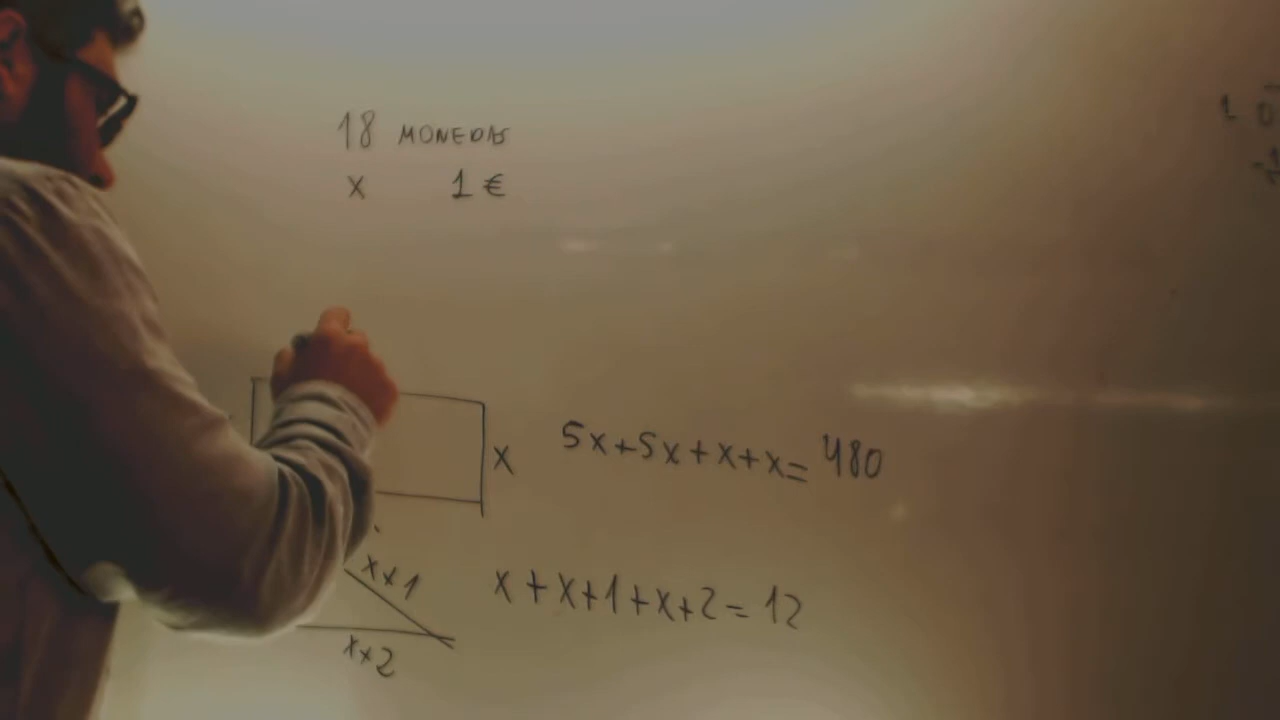 18 MONEDAS
x 1 €
x
5x+5x+x+x=480
x+1
x+x+1+x+2=12
x+2